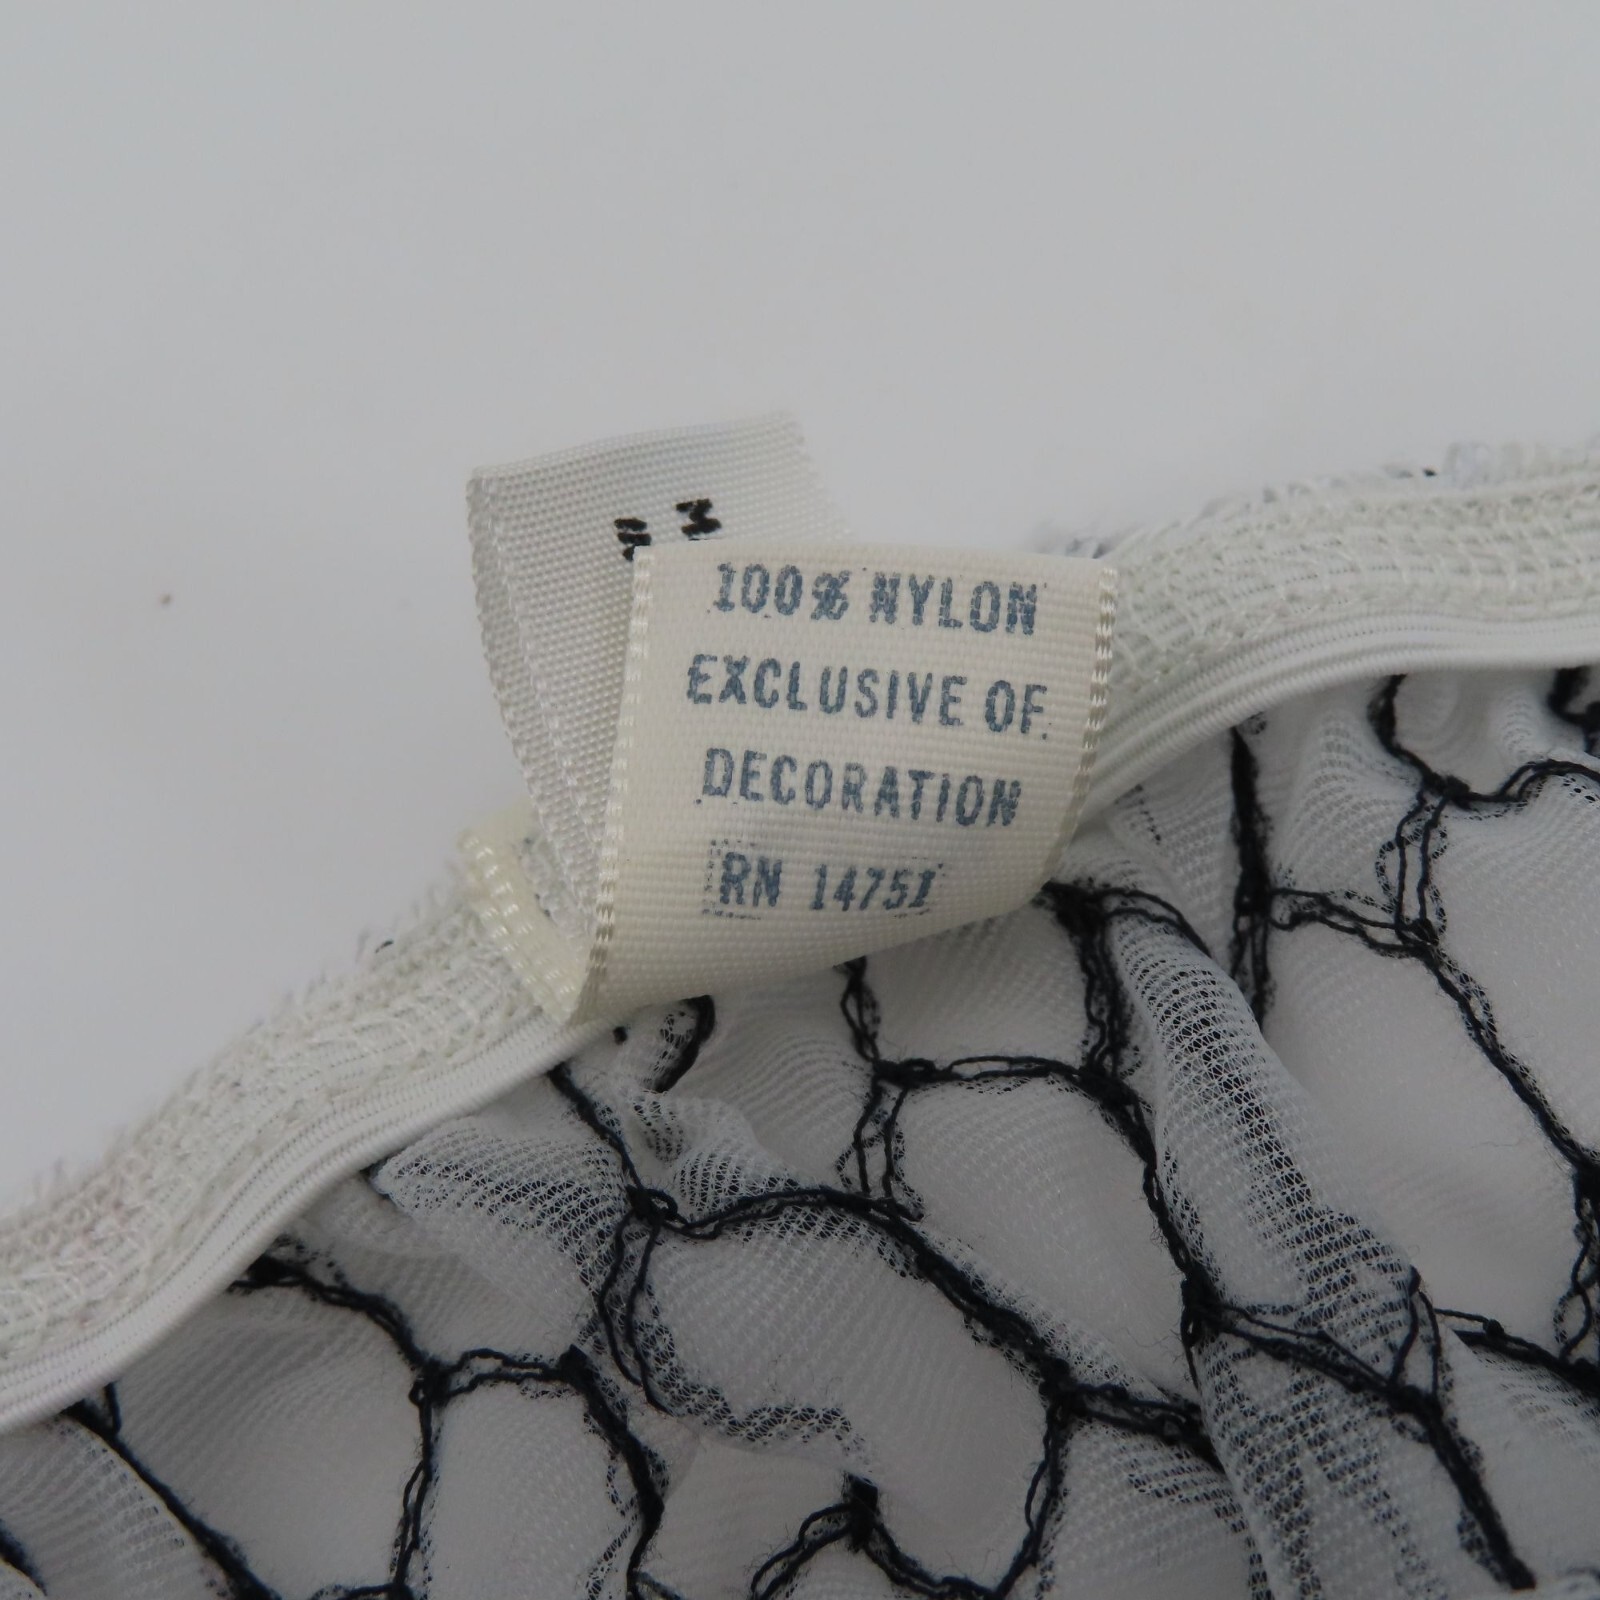 100% NYLON
EXCLUSIVE OF
DECORATION
RN 14751